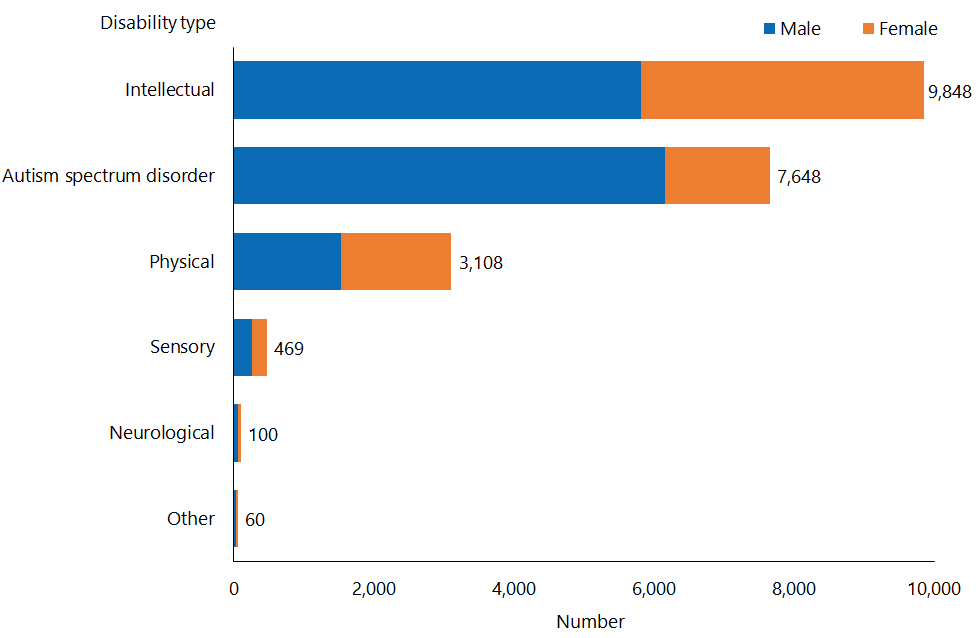 Disability type
Male
Female
Intellectual
9,848
Autism spectrum disorder
7,648
Physical
3,108
Sensory
469
Neurological
100
Other
60
0 2,000 4,000 6,000 8,000 10,000
Number